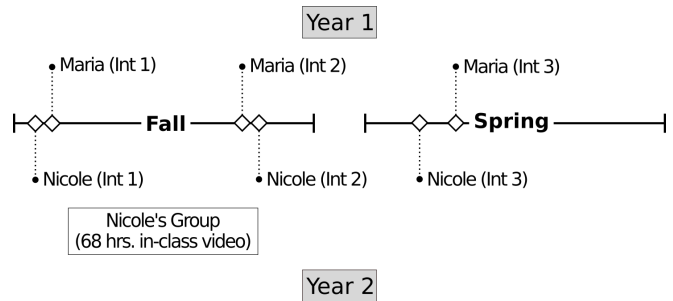 Year 1
Maria (Int 1)
Maria (Int 2)
Maria (Int 3)
Fall
Spring
Nicole (Int 1)
Nicole (Int 2)
Nicole (Int 3)
Nicole's Group
(68 hrs. in-class video)
Year 2